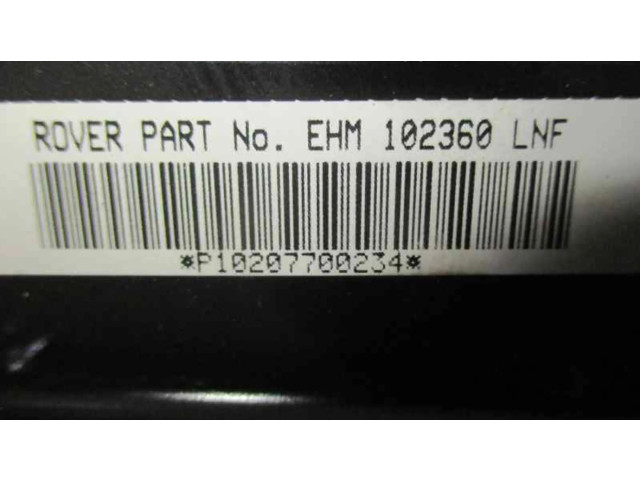 ROVER PART No. EHM 102360 LNF
*P10207700234*